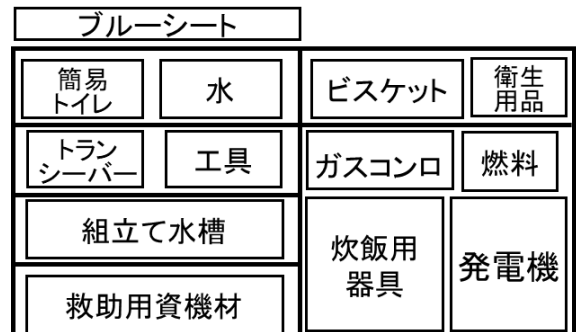 ブルーシート
簡易
トイレ
水
ビスケット
衛生
用品
トラン
シーバー
工具
ガスコンロ
燃料
組立て水槽
炊飯用
器具
発電機
救助用資機材